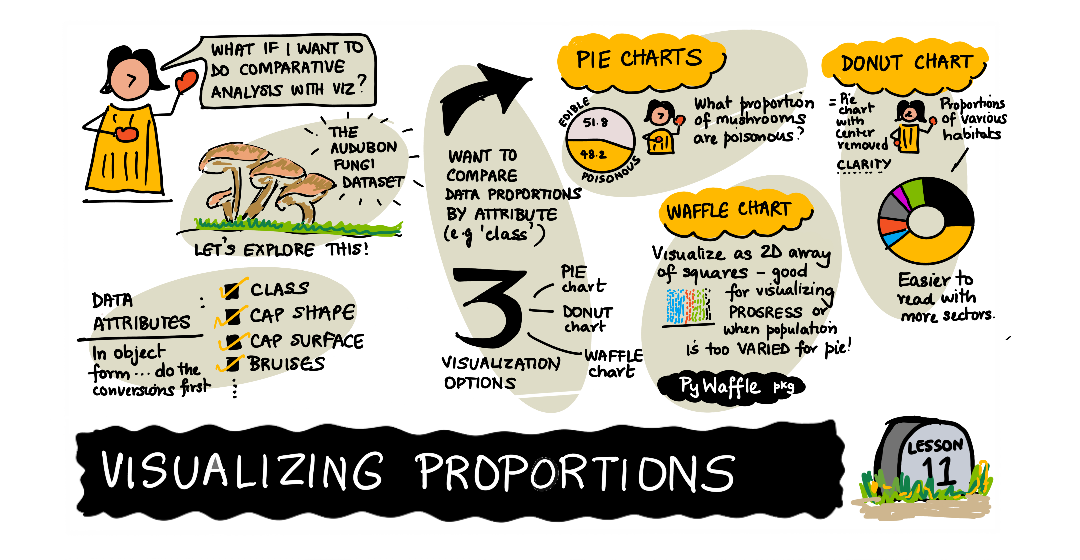 WHAT IF I WANT TO
DO COMPARATIVE
ANALYSIS WITH VIZ?
THE
AUDUBON
FUNGI
DATASET
LET'S EXPLORE THIS!
DATA :
ATTRIBUTES
In object
form... do the
conversions first
CLASS
CAP SHAPE
CAP SURFACE
BRUISES
WANT TO
COMPARE
DATA PROPORTIONS
BY ATTRIBUTE
(e.g 'class')
3
VISUALIZATION
OPTIONS
PIE
chart
DONUT
chart
WAFFLE
chart
PIE CHARTS
EDIBLE
51.8
48.2
POISONOUS
What proportion
of mushrooms
are poisonous?
WAFFLE CHART
Visualize as 2D array
of squares – good
for visualizing
PROGRESS or
when population
is too VARIED for pie!
PyWaffle pkg
DONUT CHART
= Pie
chart
with
center
removed
CLARITY
Proportions
of various
habitats
Easier to
read with
more sectors.
VISUALIZING PROPORTIONS
LESSON
11